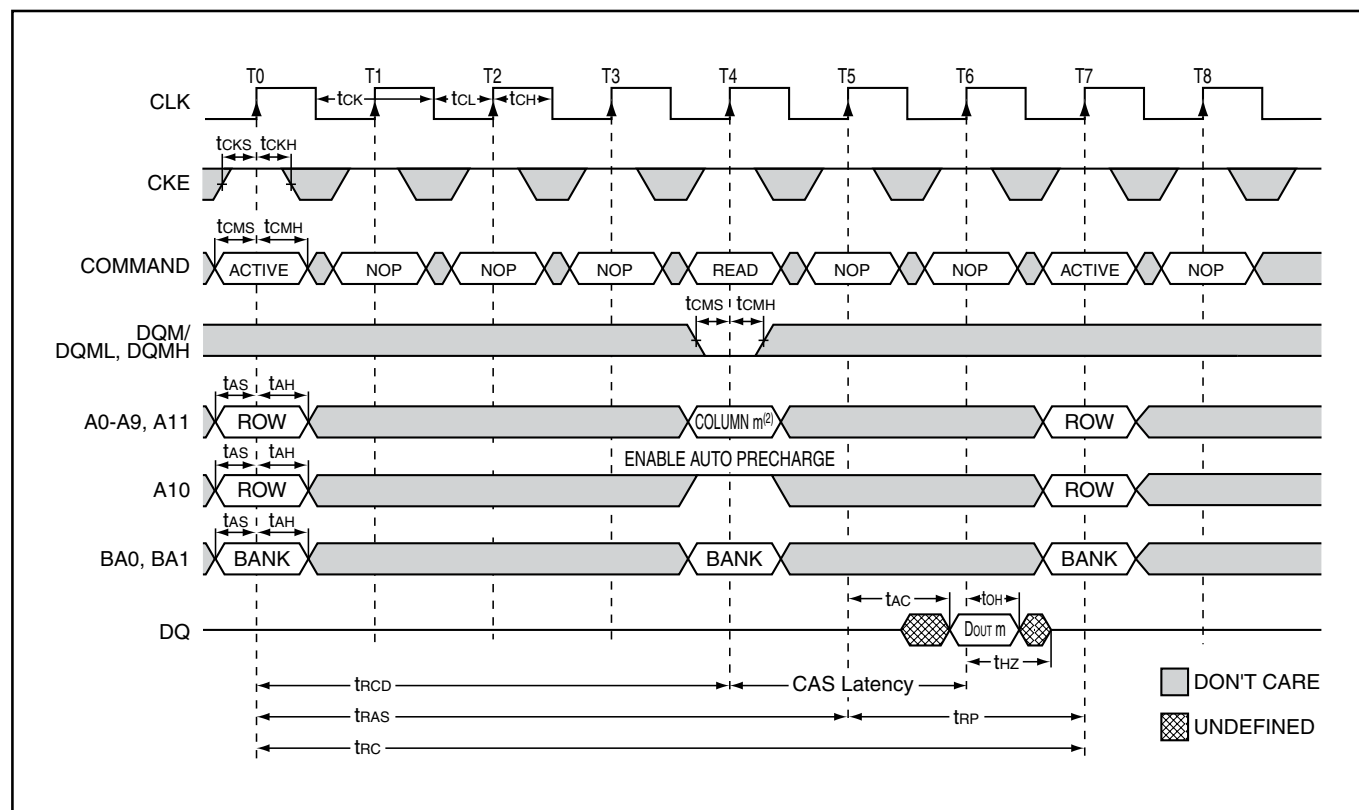 T0 T1 T2 T3 T4 T5 T6 T7 T8
CLK tCK tCL tCH
tCKS tCKH
CKE
tCMS tCMH
COMMAND ACTIVE NOP NOP NOP READ NOP NOP ACTIVE NOP
tCMS tCMH
DQM/
DQML, DQMH
tAS tAH
A0-A9, A11 ROW COLUMN m(2) ROW
ENABLE AUTO PRECHARGE
tAS tAH
A10 ROW ROW
tAS tAH
BA0, BA1 BANK BANK BANK
tAC tOH
DQ DOUT m
tHZ
tRCD CAS Latency
DON'T CARE
tRAS tRP
UNDEFINED
tRC